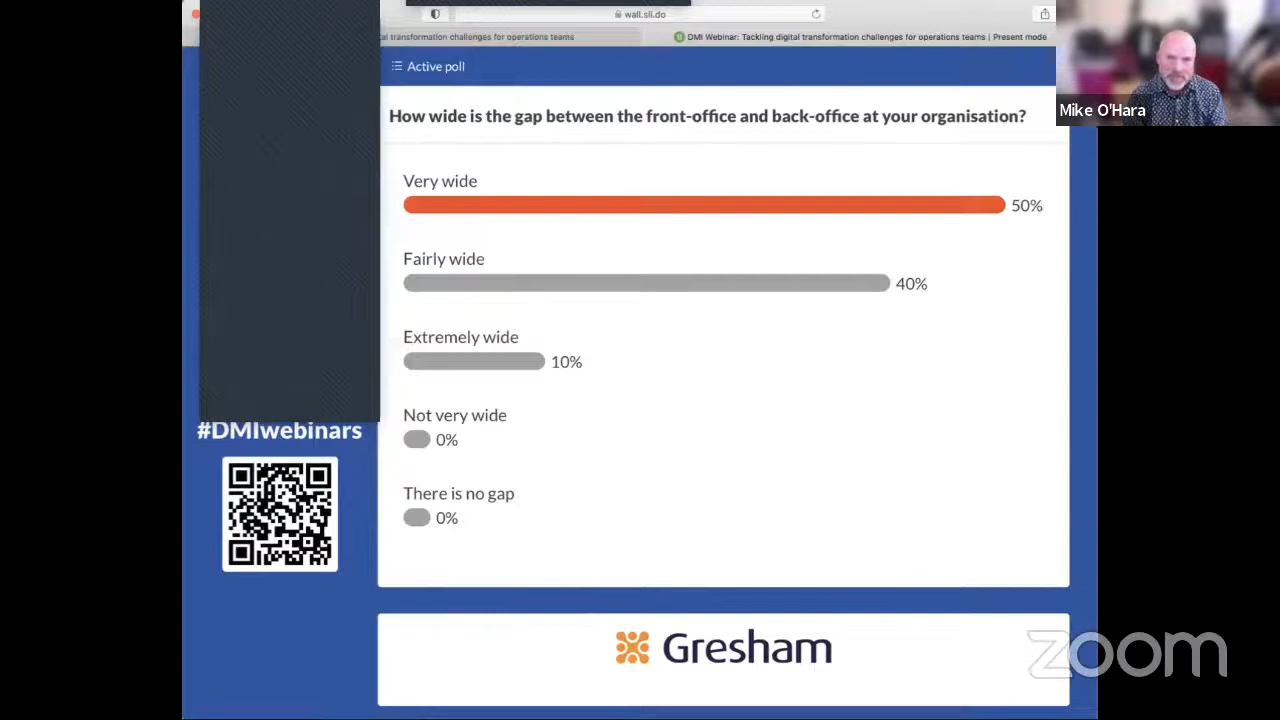 wall.sli.do
al transformation challenges for operations teams
DMI Webinar: Tackling digital transformation challenges for operations teams | Present mode
Active poll
Mike O'Hara
How wide is the gap between the front-office and back-office at your organisation?
Very wide
50%
Fairly wide
40%
Extremely wide
10%
Not very wide
0%
There is no gap
0%
#DMIwebinars
Gresham
zoom